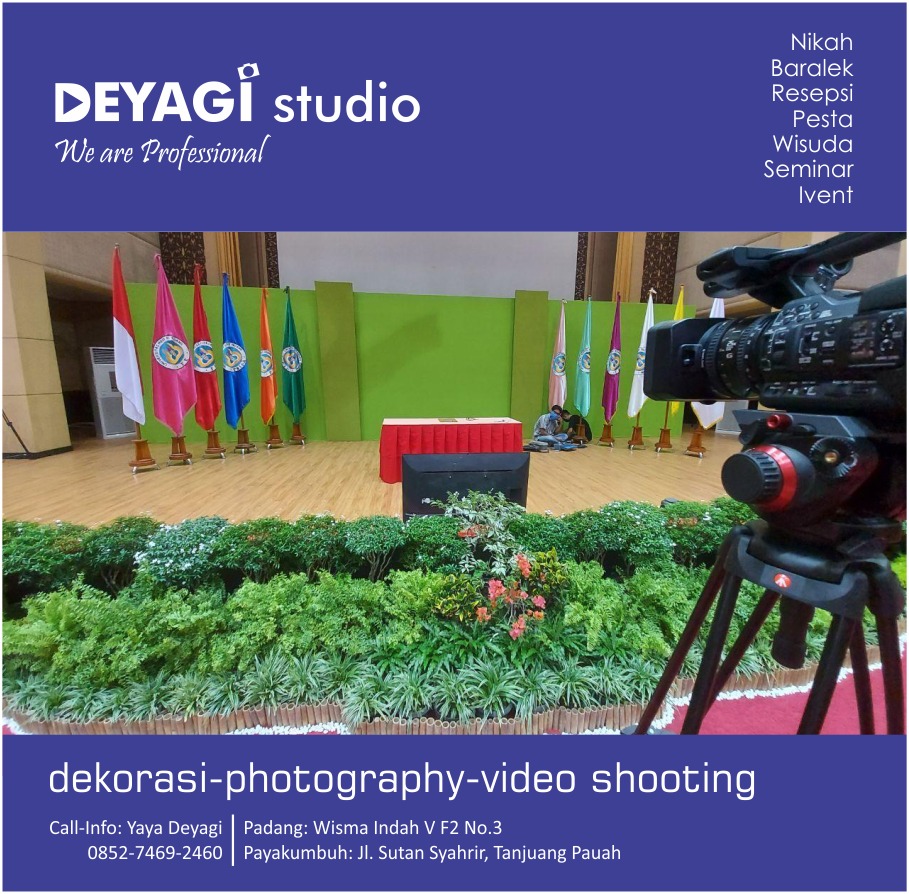 DEYAGI studio
We are Professional
Nikah
Baralek
Resepsi
Pesta
Wisuda
Seminar
Ivent
dekorasi-photography-video shooting
Call-Info: Yaya Deyagi
0852-7469-2460
Padang: Wisma Indah V F2 No.3
Payakumbuh: Jl. Sutan Syahrir, Tanjuang Pauah